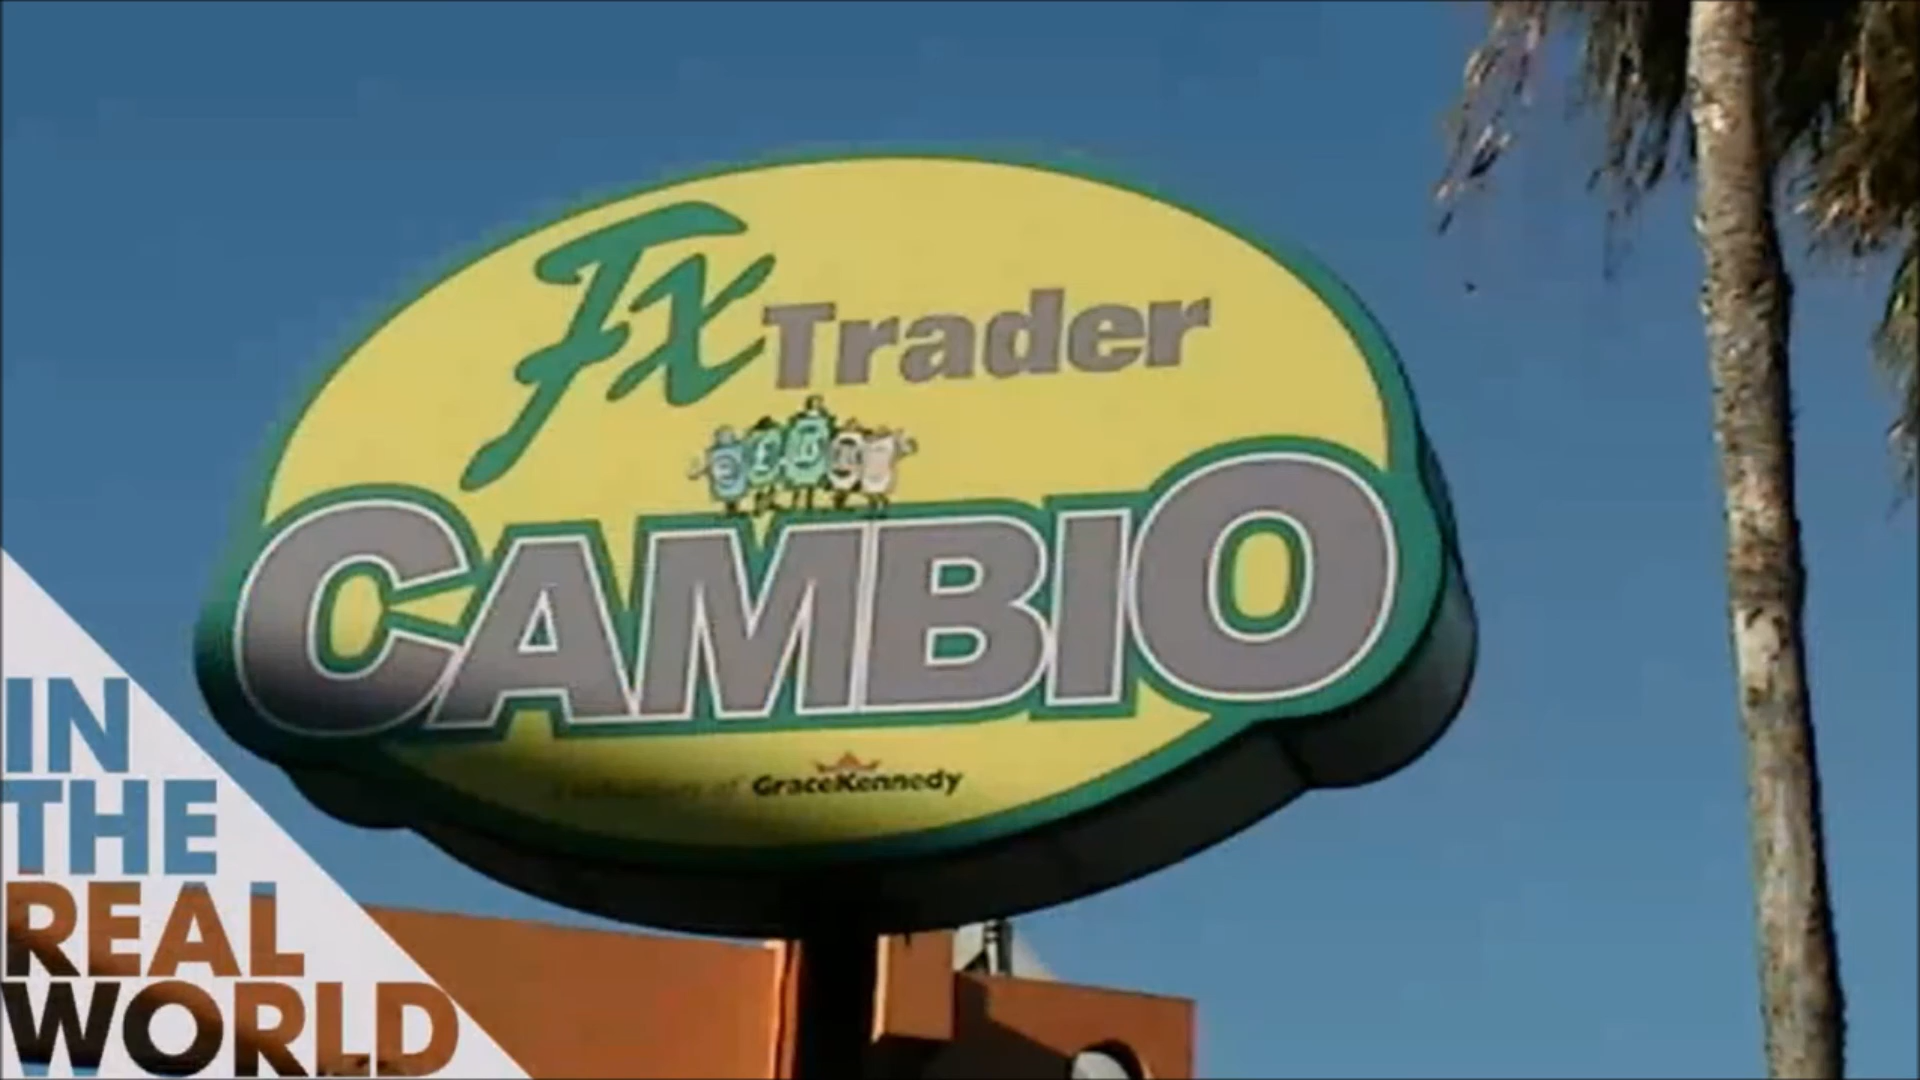 Fx Trader
CAMBIO
GraceKennedy
IN
THE
REAL
WORLD